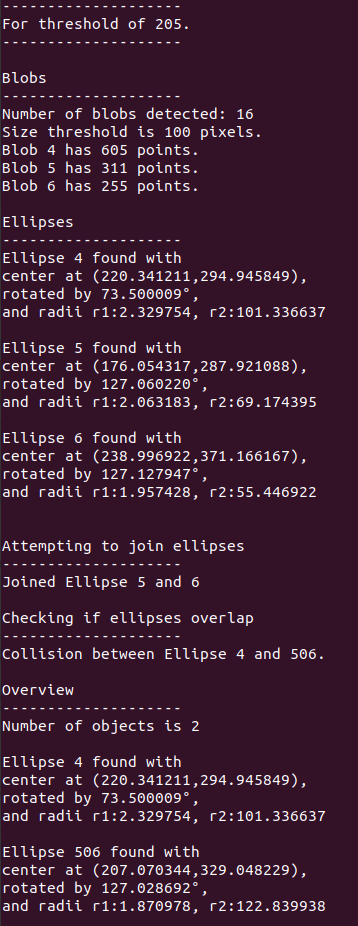 --------------------
For threshold of 205.
--------------------
Blobs
--------------------
Number of blobs detected: 16
Size threshold is 100 pixels.
Blob 4 has 605 points.
Blob 5 has 311 points.
Blob 6 has 255 points.
Ellipses
--------------------
Ellipse 4 found with
center at (220.341211,294.945849),
rotated by 73.500009°,
and radii r1:2.329754, r2:101.336637
Ellipse 5 found with
center at (176.054317,287.921088),
rotated by 127.060220°,
and radii r1:2.063183, r2:69.174395
Ellipse 6 found with
center at (238.996922,371.166167),
rotated by 127.127947°,
and radii r1:1.957428, r2:55.446922
Attempting to join ellipses
--------------------
Joined Ellipse 5 and 6
Checking if ellipses overlap
--------------------
Collision between Ellipse 4 and 506.
Overview
--------------------
Number of objects is 2
Ellipse 4 found with
center at (220.341211,294.945849),
rotated by 73.500009°,
and radii r1:2.329754, r2:101.336637
Ellipse 506 found with
center at (207.070344,329.048229),
rotated by 127.028692°,
and radii r1:1.870978, r2:122.839938